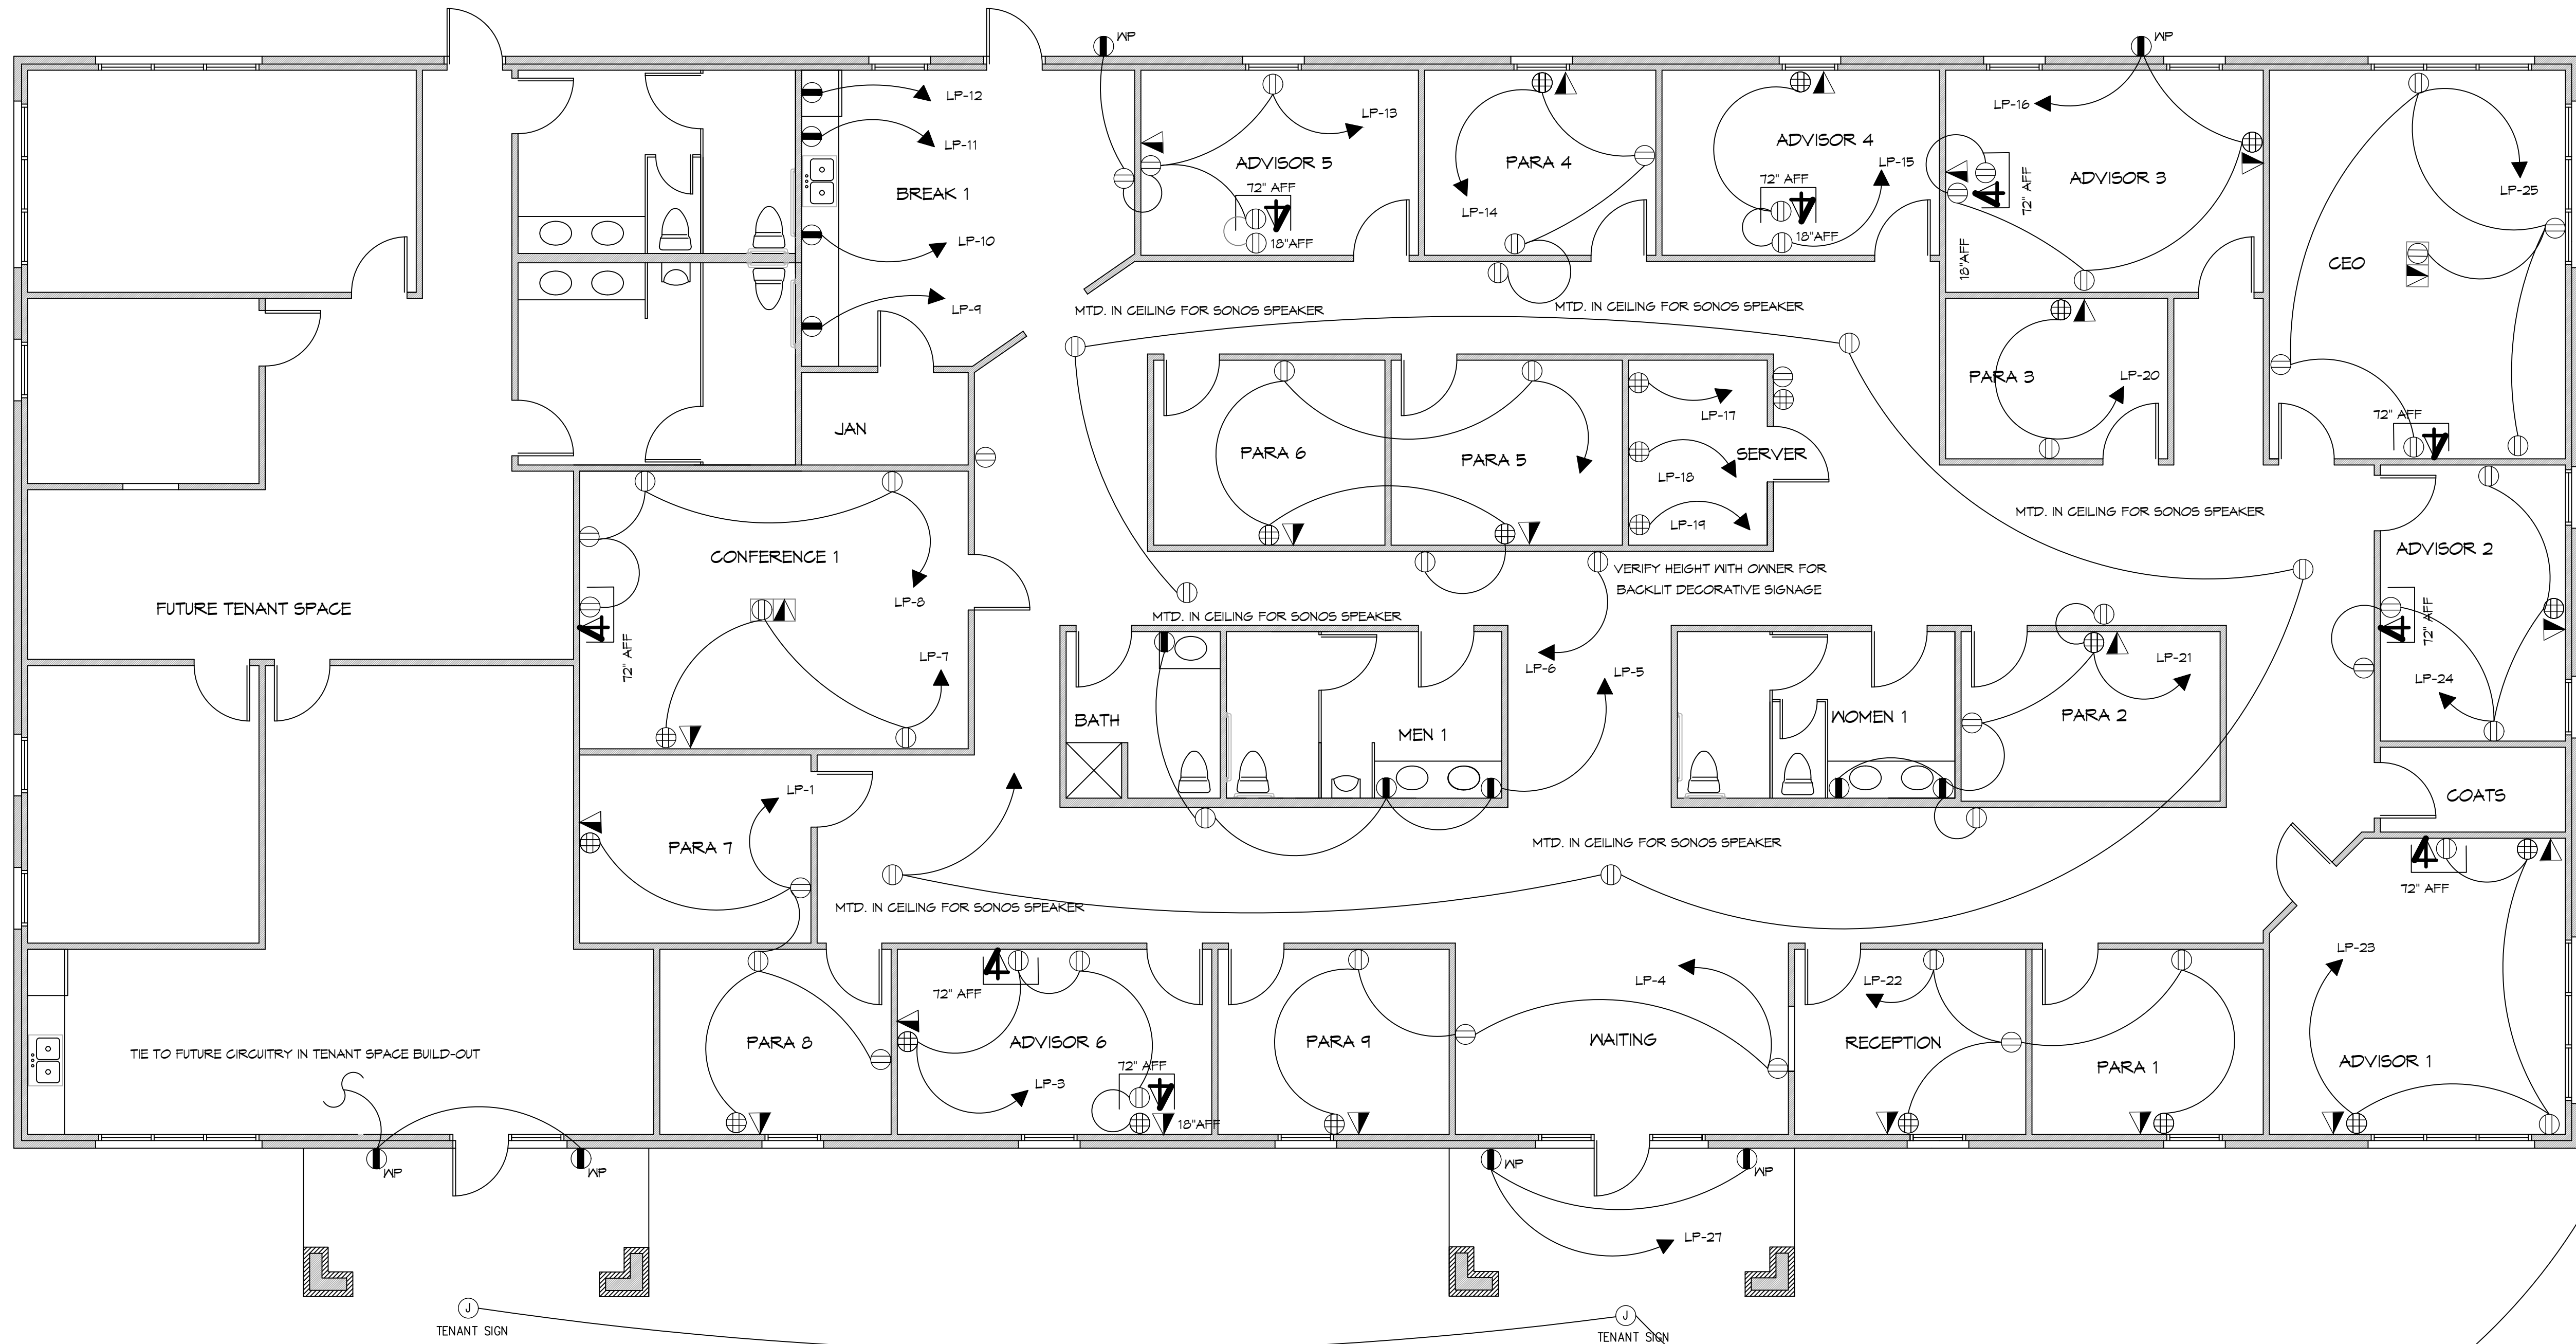 WP
WP
LP-12
LP-11
BREAK 1
LP-10
LP-9
JAN
LP-13
ADVISOR 5
72" AFF
4
18"AFF
PARA 4
LP-14
ADVISOR 4
LP-15
72" AFF
4
18"AFF
LP-16
ADVISOR 3
4
72" AFF
18"AFF
LP-25
CEO
72" AFF
4
MTD. IN CEILING FOR SONOS SPEAKER
MTD. IN CEILING FOR SONOS SPEAKER
PARA 3
LP-20
PARA 6
PARA 5
LP-17
SERVER
LP-18
LP-19
MTD. IN CEILING FOR SONOS SPEAKER
CONFERENCE 1
LP-8
4
72" AFF
LP-7
FUTURE TENANT SPACE
VERIFY HEIGHT WITH OWNER FOR
BACKLIT DECORATIVE SIGNAGE
MTD. IN CEILING FOR SONOS SPEAKER
ADVISOR 2
4
72" AFF
LP-24
LP-6
LP-5
BATH
MEN 1
WOMEN 1
LP-21
PARA 2
COATS
LP-1
PARA 7
MTD. IN CEILING FOR SONOS SPEAKER
MTD. IN CEILING FOR SONOS SPEAKER
4
72" AFF
LP-23
ADVISOR 1
4
72" AFF
PARA 8
ADVISOR 6
LP-3
72" AFF
4
18"AFF
PARA 9
LP-4
WAITING
LP-22
RECEPTION
PARA 1
TIE TO FUTURE CIRCUITRY IN TENANT SPACE BUILD-OUT
WP
WP
WP
WP
LP-27
J
TENANT SIGN
J
TENANT SIGN